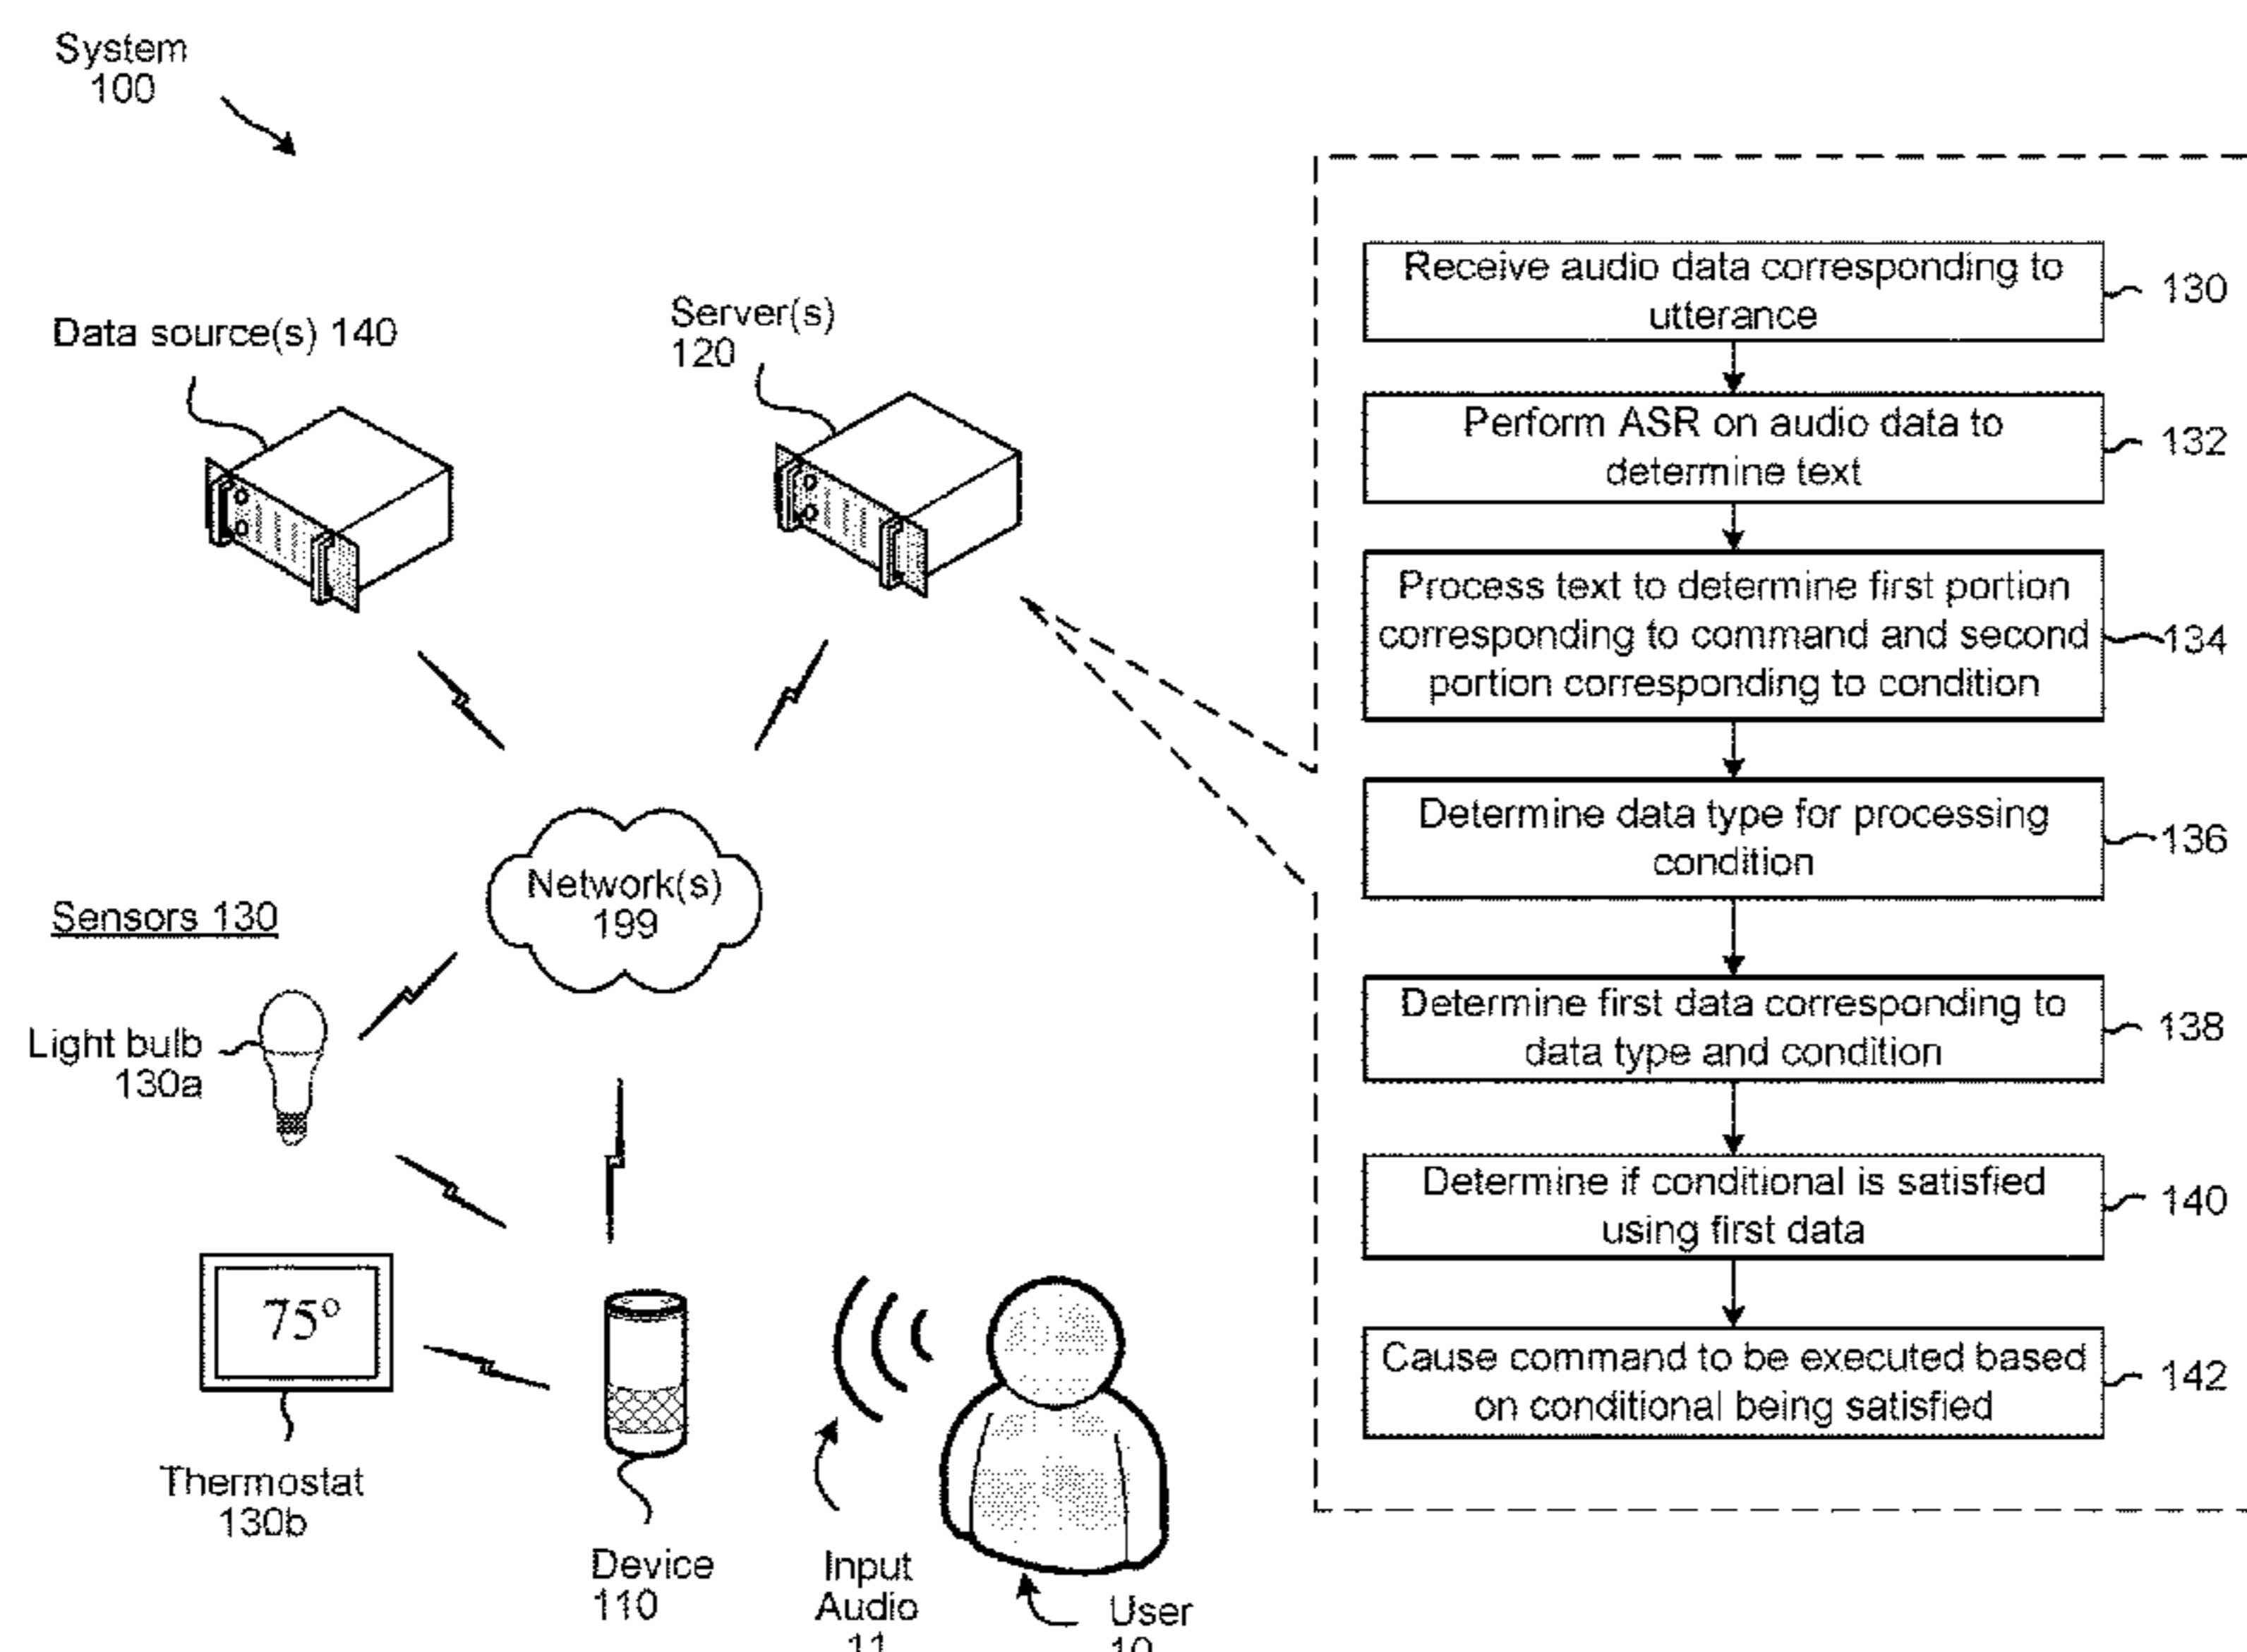 System
100
Data source(s) 140
Server(s)
120
Network(s)
199
Sensors 130
Light bulb
130a
75°
Thermostat
130b
Device
110
Input
Audio
11
User
10
Receive audio data corresponding to
utterance
130
Perform ASR on audio data to
determine text
132
Process text to determine first portion
corresponding to command and second
portion corresponding to condition
134
Determine data type for processing
condition
136
Determine first data corresponding to
data type and condition
138
Determine if conditional is satisfied
using first data
140
Cause command to be executed based
on conditional being satisfied
142